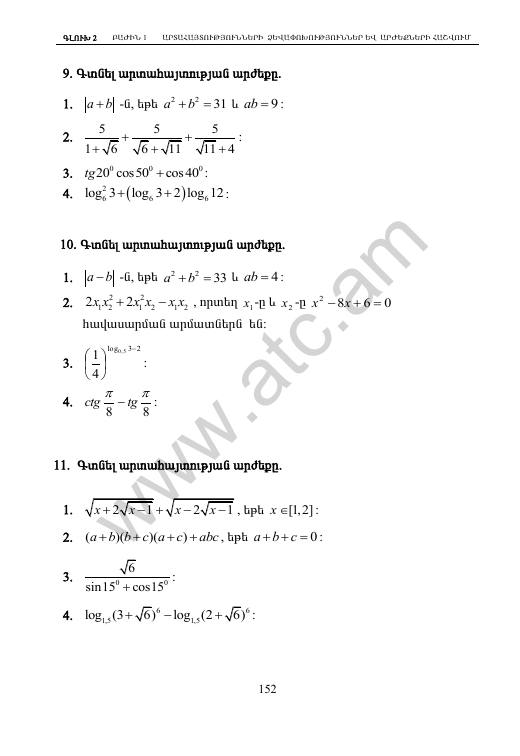 ԳԼՈՒԽ 2 ԲԱԺԻՆ 1 ԱՐՏԱՀԱՅՏՈՒԹՅՈՒՆՆԵՐԻ ՁԵՎԱՓՈԽՈՒԹՅՈՒՆՆԵՐ ԵՎ ԱՐԺԵՔՆԵՐԻ ՀԱՇՎՈՒՄ
9. Գտնել արտահայտության արժեքը.
1. |a+b| -ն, եթե a² + b² = 31 և ab = 9 :
2. 5/(1+√6) + 5/(√6+√11) + 5/(√11+4) :
3. tg20⁰ cos50⁰ + cos40⁰ :
4. log₆² 3 + (log₆ 3 + 2) log₆ 12 :
10. Գտնել արտահայտության արժեքը.
1. |a−b| -ն, եթե a² + b² = 33 և ab = 4 :
2. 2x₁x₂² + 2x₁²x₂ − x₁x₂ , որտեղ x₁ -ը և x₂ -ը x² − 8x + 6 = 0
հավասարման արմատներն են:
3. (1/4)^(log₀.₅ 3−2) :
4. ctg π/8 − tg π/8 :
11. Գտնել արտահայտության արժեքը.
1. √(x+2√(x−1)) + √(x−2√(x−1)) , եթե x ∈[1,2] :
2. (a+b)(b+c)(a+c) + abc , եթե a+b+c = 0 :
3. √6/(sin15⁰ + cos15⁰) :
4. log₁,₅(3+√6)⁶ − log₁,₅(2+√6)⁶ :
152
www.atc.am